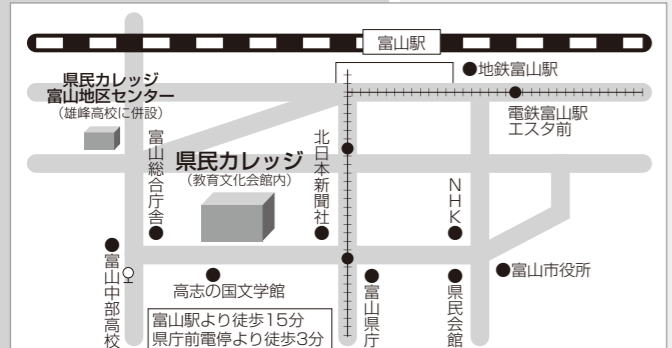 富山駅
地鉄富山駅
県民カレッジ
富山地区センター
（雄峰高校に併設）
電鉄富山駅
エスタ前
富山総合庁舎
県民カレッジ
（教育文化会館内）
北日本新聞社
NHK
富山中部高校
高志の国文学館
富山県庁
県民会館
富山市役所
富山駅より徒歩15分
県庁前電停より徒歩3分